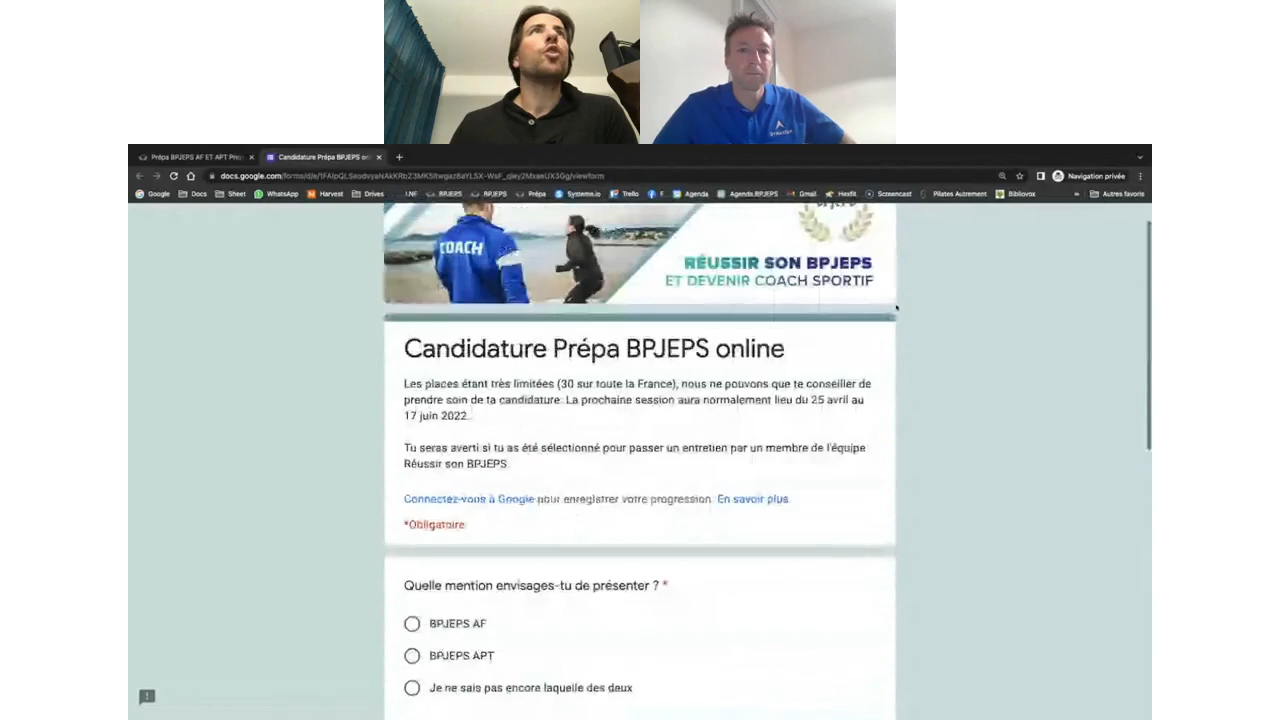 Prépa BPJEPS AF ET APT
Candidature Prépa BPJEPS
docs.google.com
Google Docs Sheet WhatsApp Harvest Drives BPJEPS BPJEPS Prépa Systeme.io Trello F Agenda Agenda BPJEPS Gmail Hexfit Screencast Pilates Autrement Bibliovox Autres favoris
Navigation privée
COACH
RÉUSSIR SON BPJEPS
ET DEVENIR COACH SPORTIF
Candidature Prépa BPJEPS online
Les places étant très limitées (30 sur toute la France), nous ne pouvons que te conseiller de
prendre soin de ta candidature. La prochaine session aura normalement lieu du 25 avril au
17 juin 2022.
Tu seras averti si tu as été sélectionné pour passer un entretien par un membre de l'équipe
Réussir son BPJEPS
Connectez-vous à Google pour enregistrer votre progression. En savoir plus
*Obligatoire
Quelle mention envisages-tu de présenter ? *
BPJEPS AF
BPJEPS APT
Je ne sais pas encore laquelle des deux